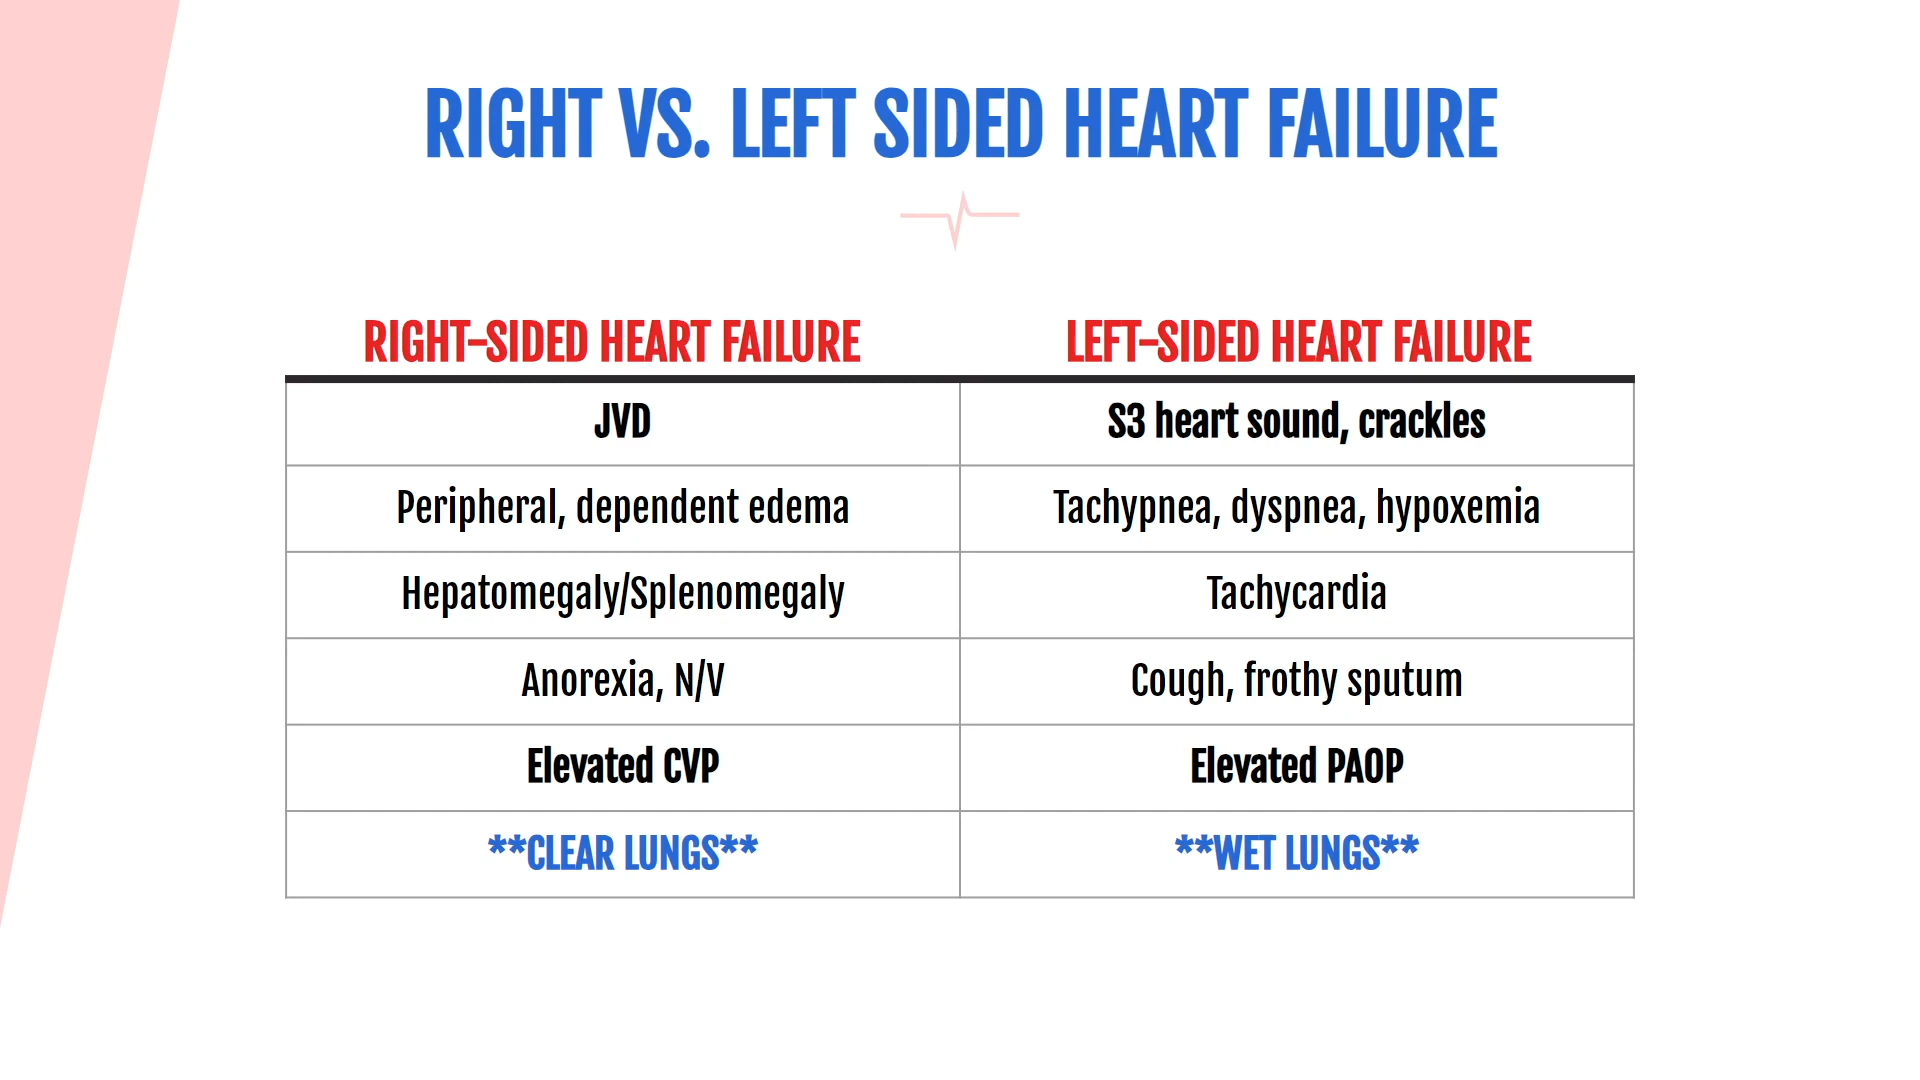 RIGHT VS. LEFT SIDED HEART FAILURE
RIGHT-SIDED HEART FAILURE LEFT-SIDED HEART FAILURE
JVD S3 heart sound, crackles
Peripheral, dependent edema Tachypnea, dyspnea, hypoxemia
Hepatomegaly/Splenomegaly Tachycardia
Anorexia, N/V Cough, frothy sputum
Elevated CVP Elevated PAOP
**CLEAR LUNGS** **WET LUNGS**